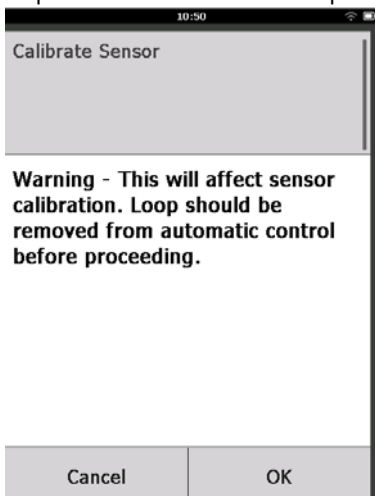 10:50
Calibrate Sensor
Warning - This will affect sensor
calibration. Loop should be
removed from automatic control
before proceeding.
Cancel
OK